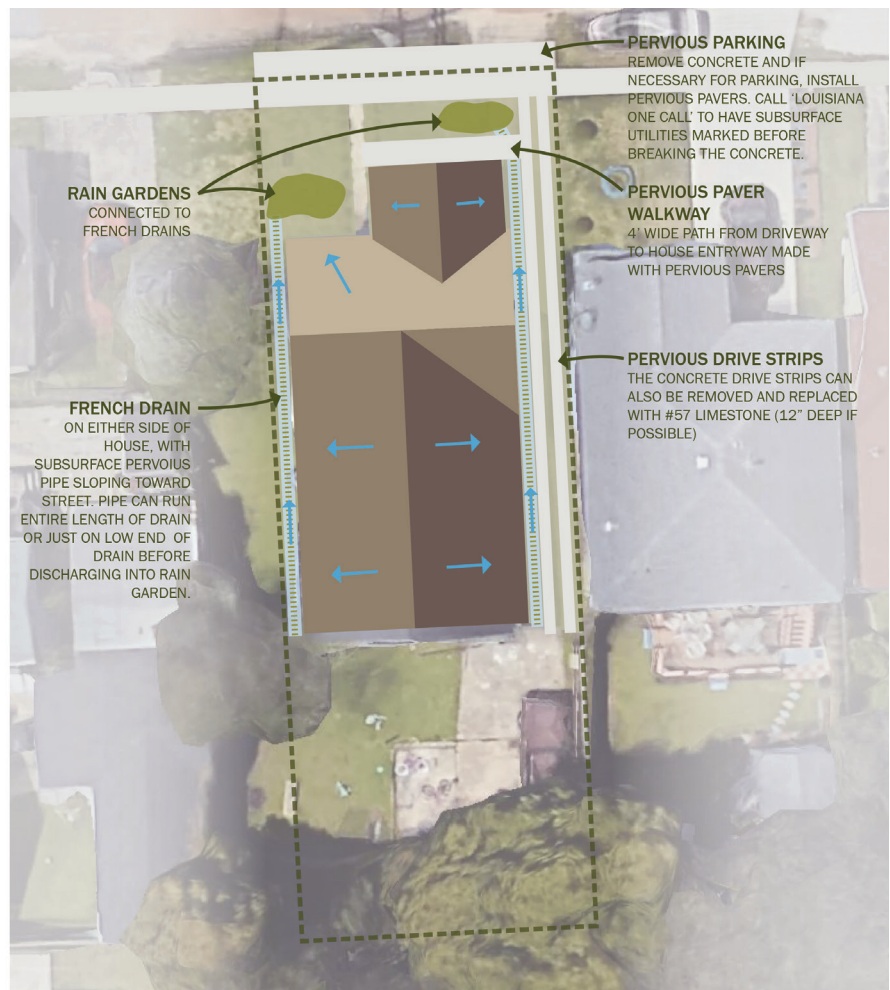 PERVIOUS PARKING
REMOVE CONCRETE AND IF
NECESSARY FOR PARKING, INSTALL
PERVIOUS PAVERS. CALL ‘LOUISIANA
ONE CALL’ TO HAVE SUBSURFACE
UTILITIES MARKED BEFORE
BREAKING THE CONCRETE.
RAIN GARDENS
CONNECTED TO
FRENCH DRAINS
PERVIOUS PAVER
WALKWAY
4’ WIDE PATH FROM DRIVEWAY
TO HOUSE ENTRYWAY MADE
WITH PERVIOUS PAVERS
PERVIOUS DRIVE STRIPS
THE CONCRETE DRIVE STRIPS CAN
ALSO BE REMOVED AND REPLACED
WITH #57 LIMESTONE (12” DEEP IF
POSSIBLE)
FRENCH DRAIN
ON EITHER SIDE OF
HOUSE, WITH
SUBSURFACE PERVOIUS
PIPE SLOPING TOWARD
STREET. PIPE CAN RUN
ENTIRE LENGTH OF DRAIN
OR JUST ON LOW END OF
DRAIN BEFORE
DISCHARGING INTO RAIN
GARDEN.